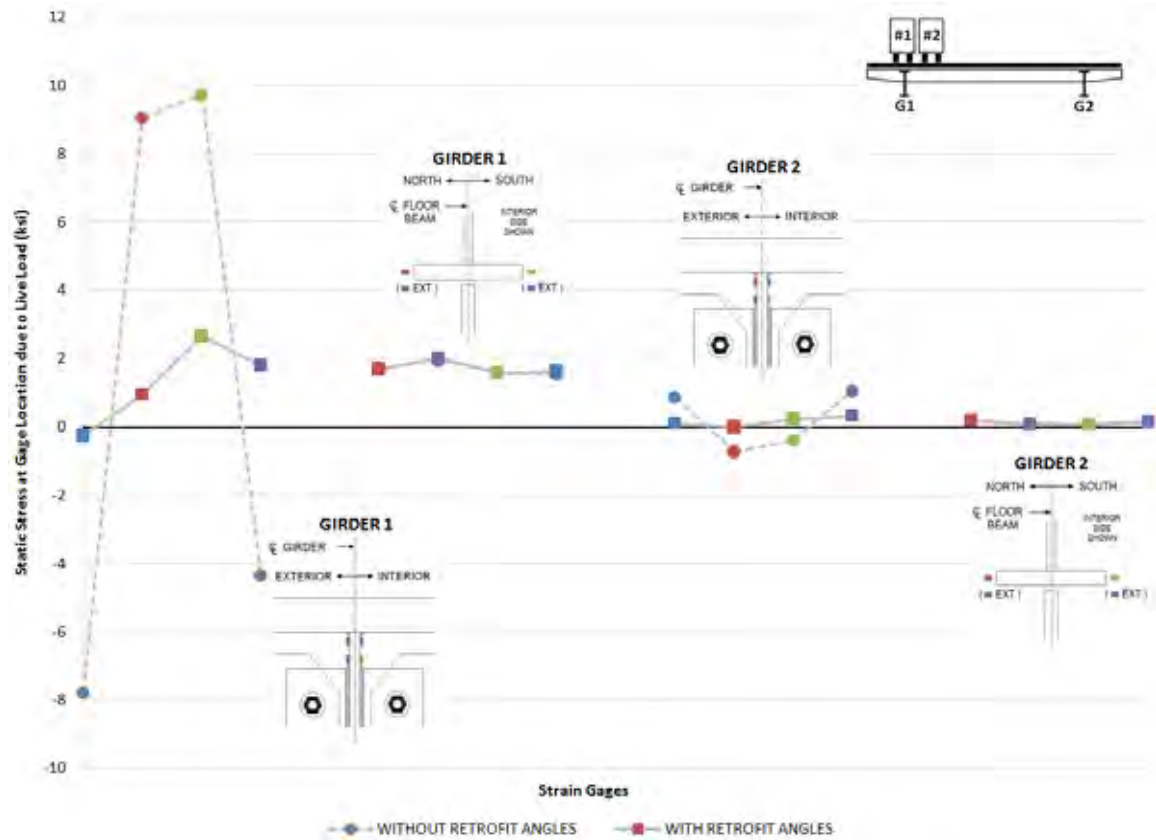 12
10
8
6
4
2
0
-2
-4
-6
-8
-10
Static Stress at Gage Location due to Live Load (ksi)
#1 #2
G1 G2
GIRDER 1
NORTH SOUTH
℄ FLOOR BEAM
INTERIOR SIDE SHOWN
( EXT ) ( EXT )
GIRDER 2
℄ GIRDER
EXTERIOR INTERIOR
GIRDER 1
℄ GIRDER
EXTERIOR INTERIOR
GIRDER 2
NORTH SOUTH
℄ FLOOR BEAM
INTERIOR SIDE SHOWN
( EXT ) ( EXT )
Strain Gages
WITHOUT RETROFIT ANGLES WITH RETROFIT ANGLES